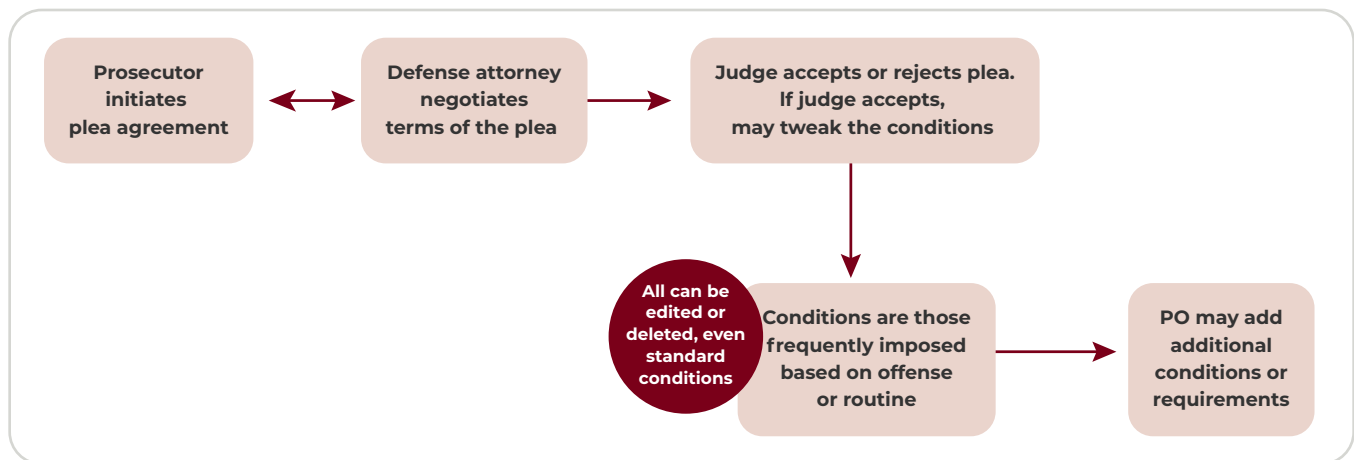 Prosecutor
initiates
plea agreement
Defense attorney
negotiates
terms of the plea
Judge accepts or rejects plea.
If judge accepts,
may tweak the conditions
All can be
edited or
deleted, even
standard
conditions
Conditions are those
frequently imposed
based on offense
or routine
PO may add
additional
conditions or
requirements